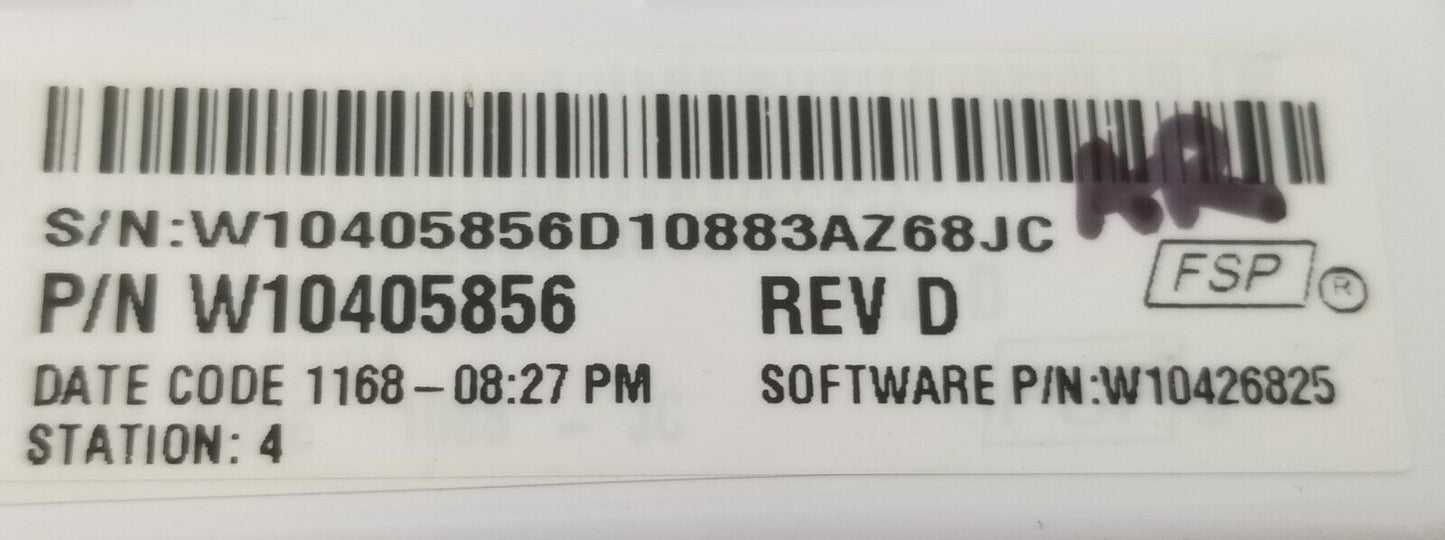 S/N:W10405856D10883AZ68JC
P/N W10405856 REV D
FSP ®
DATE CODE 1168-08:27 PM SOFTWARE P/N:W10426825
STATION: 4